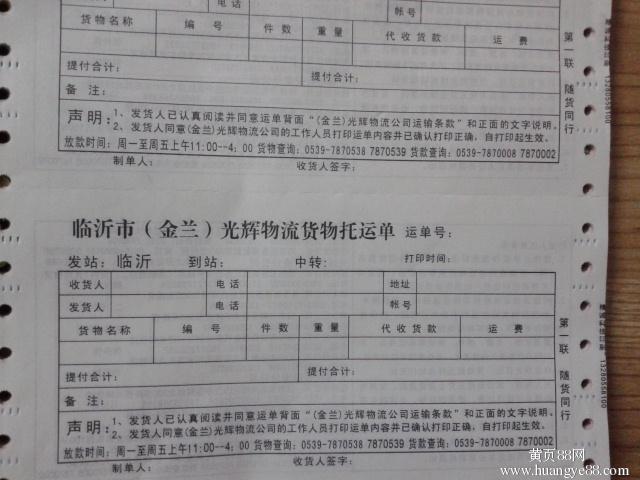 电话 帐号
货物名称 编号 件数 重量 代收货款 运费
提付合计： 提付合计：
备注：
声明：1、发货人已认真阅读并同意运单背面“(金兰)光辉物流公司运输条款”和正面的文字说明。
2、发货人同意(金兰)光辉物流公司的工作人员打印运单内容并已确认打印正确，自打印起生效。
放款时间：周一至周五上午11:00--4：00 货物查询：0539-7870538 7870539 货款查询：0539-7870008 7870002
制单人： 收货人签字：
第一联 随货同行
13280558100
临沂市（金兰）光辉物流货物托运单 运单号：
发站：临沂 到站： 中转： 打印时间：
收货人 电话 地址
发货人 电话 帐号
货物名称 编号 件数 重量 代收货款 运费
提付合计： 提付合计：
备注：
声明：1、发货人已认真阅读并同意运单背面“(金兰)光辉物流公司运输条款”和正面的文字说明。
2、发货人同意(金兰)光辉物流公司的工作人员打印运单内容并已确认打印正确，自打印起生效。
放款时间：周一至周五上午11:00--4：00 货物查询：0539-7870538 7870539 货款查询：0539-7870008 7870002
制单人： 收货人签字：
第一联 随货同行
13280558100
黄页88网
www.huangye88.com